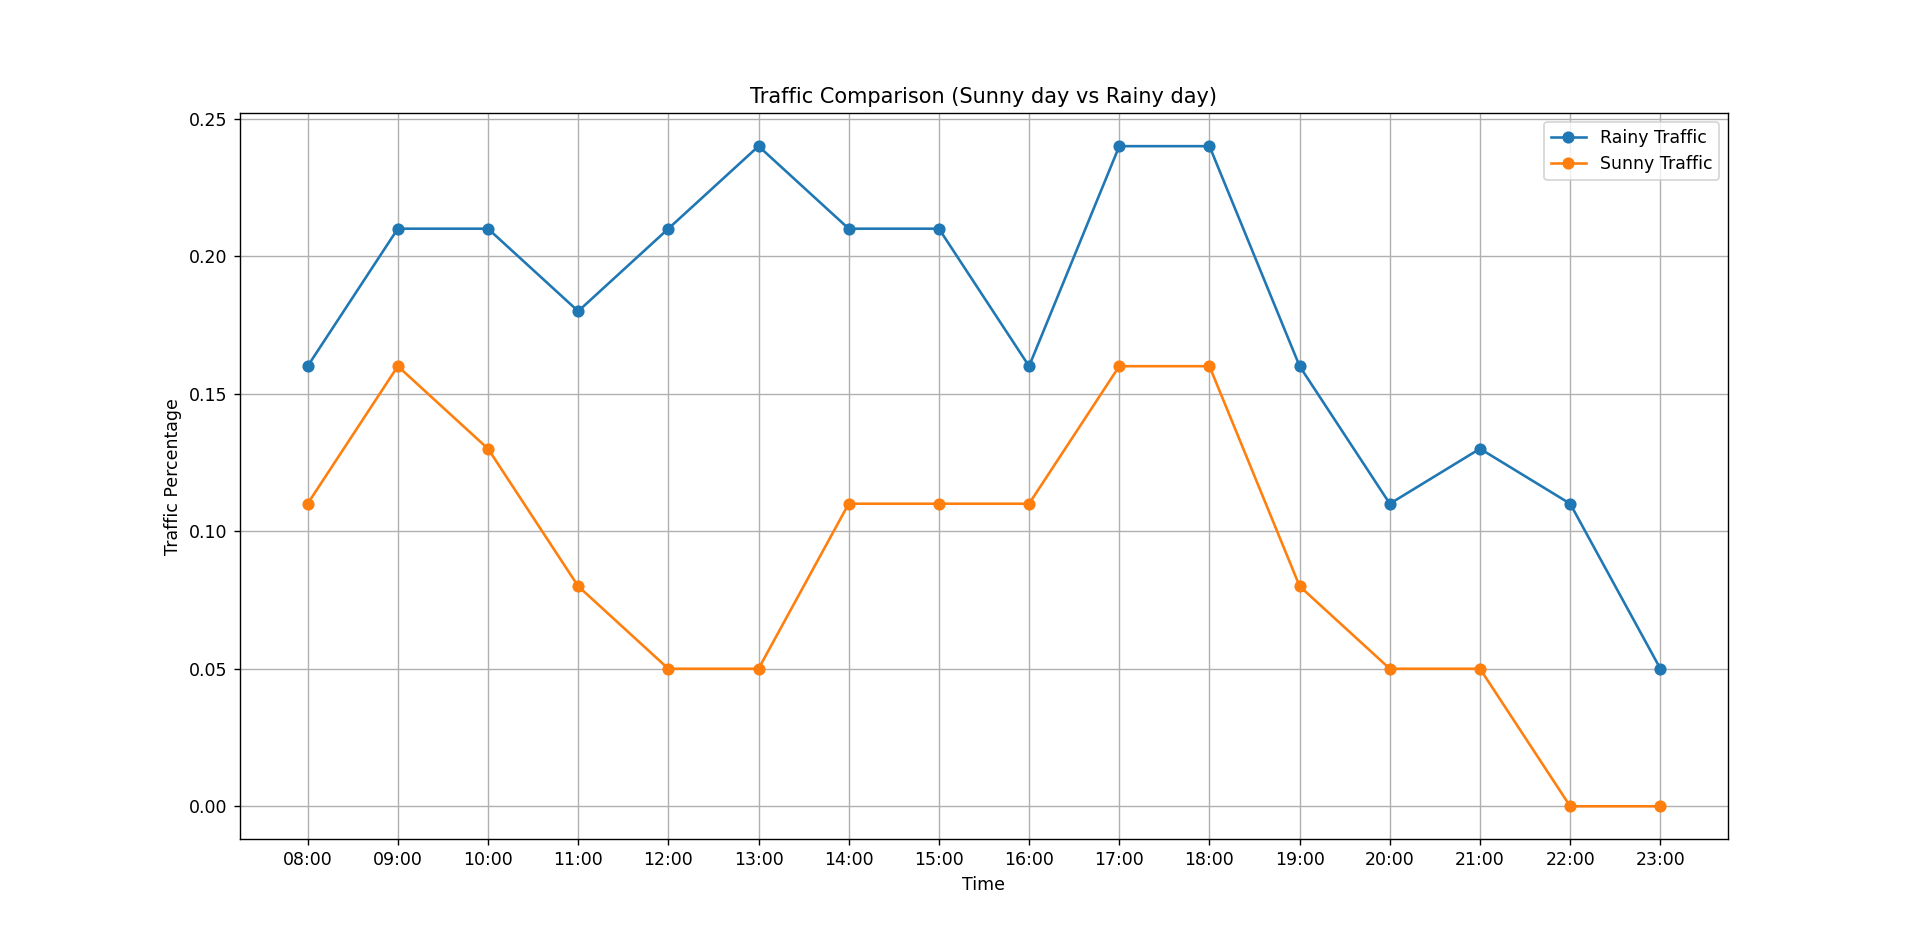 Traffic Comparison (Sunny day vs Rainy day)
Rainy Traffic
Sunny Traffic
Traffic Percentage
0.25
0.20
0.15
0.10
0.05
0.00
08:00 09:00 10:00 11:00 12:00 13:00 14:00 15:00 16:00 17:00 18:00 19:00 20:00 21:00 22:00 23:00
Time